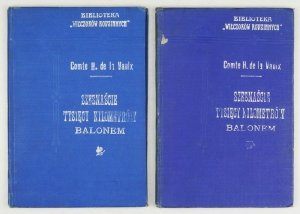 BIBLIOTEKA
„WIECZORÓW RODZINNYCH"
Comte H. de la Vaulx
SZESNAŚCIE
TYSIĘCY KILOMETRÓW
BALONEM
BIBLIOTEKA
„WIECZORÓW RODZINNYCH"
Comte H. de la Vaulx
SZESNAŚCIE
TYSIĘCY KILOMETRÓW
BALONEM